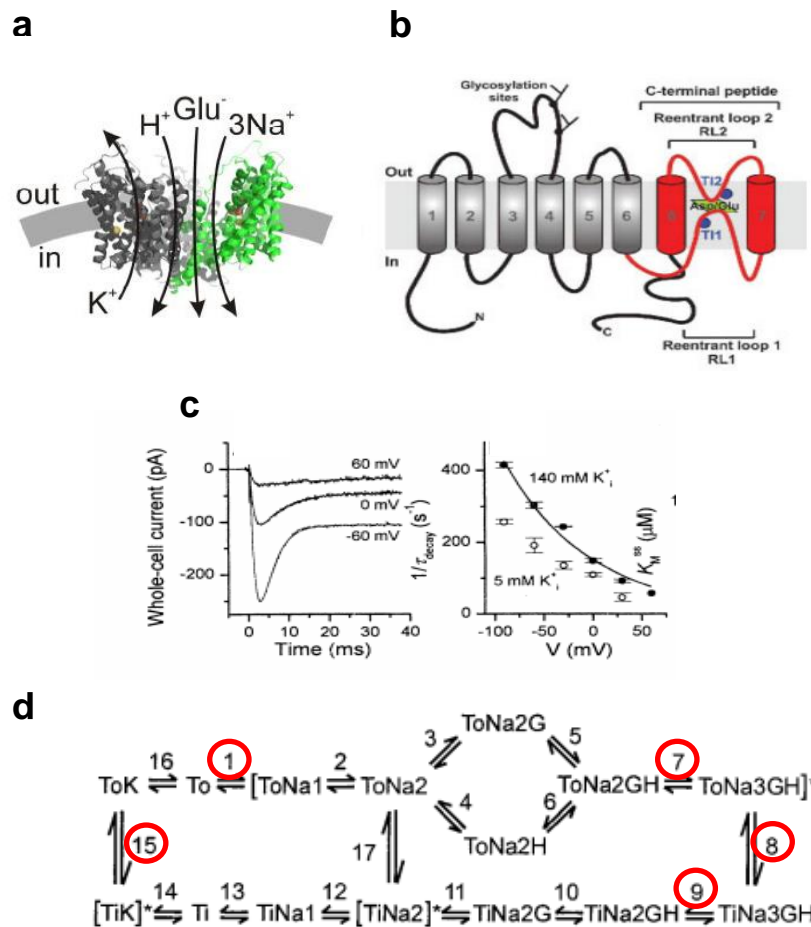 a
b
H+ Glu- 3Na+
out
in
K+
Glycosylation
sites
C-terminal peptide
Reentrant loop 2
RL2
Out
TI2
1 2 3 4 5 6 8 Asp/Glu 7
TI1
In
N
C
Reentrant loop 1
RL1
c
Whole-cell current (pA)
0
-100
-200
60 mV
0 mV
-60 mV
0 10 20 30 40
Time (ms)
1/τdecay (s-1)
400
200
0
140 mM K+i
5 mM K+i
KMss (μM)
1
-100 -50 0 50
V (mV)
d
3 ToNa2G 5
16 1 2 7
ToK To [ToNa1 ToNa2 ToNa2GH ToNa3GH]*
4 6
ToNa2H
15 17 8
14 13 12 11 10 9
[TiK]* Ti TiNa1 [TiNa2]* TiNa2G TiNa2GH TiNa3GH